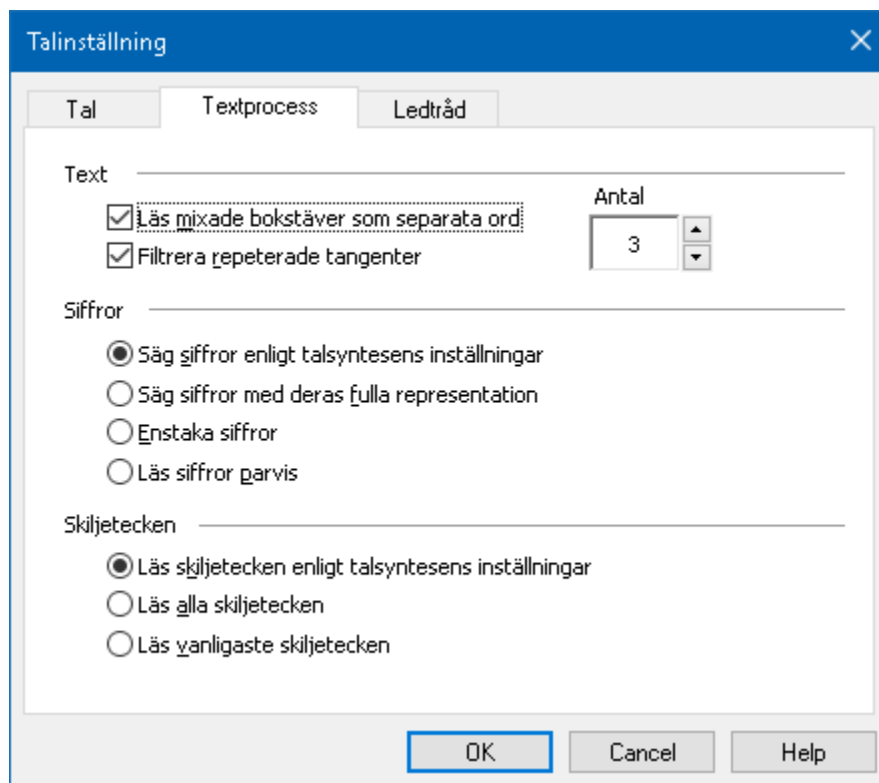 Talinställning
Tal Textprocess Ledtråd
Text
Antal
Läs mixade bokstäver som separata ord
3
Filtrera repeterade tangenter
Siffror
Säg siffror enligt talsyntesens inställningar
Säg siffror med deras fulla representation
Enstaka siffror
Läs siffror parvis
Skiljetecken
Läs skiljetecken enligt talsyntesens inställningar
Läs alla skiljetecken
Läs vanligaste skiljetecken
OK Cancel Help